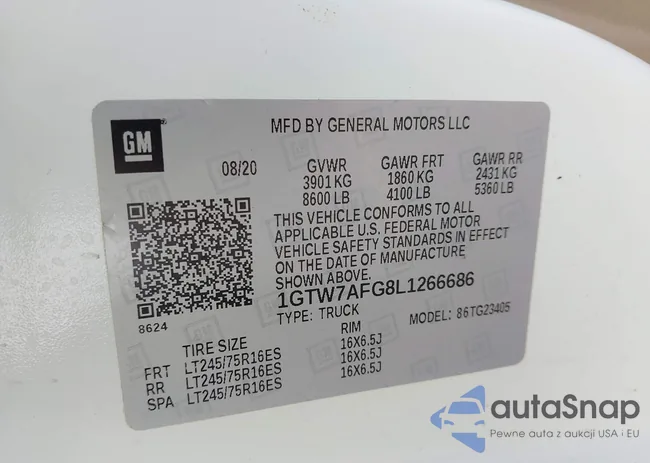 GM
MFD BY GENERAL MOTORS LLC
08/20 GVWR GAWR FRT GAWR RR
3901 KG 1860 KG 2431 KG
8600 LB 4100 LB 5360 LB
THIS VEHICLE CONFORMS TO ALL
APPLICABLE U.S. FEDERAL MOTOR
VEHICLE SAFETY STANDARDS IN EFFECT
ON THE DATE OF MANUFACTURE
SHOWN ABOVE.
1GTW7AFG8L1266686
8624
TYPE: TRUCK MODEL: 86TG23405
TIRE SIZE RIM
FRT LT245/75R16ES 16X6.5J
RR LT245/75R16ES 16X6.5J
SPA LT245/75R16ES 16X6.5J
autaSnap
Pewne auta z aukcji USA i EU